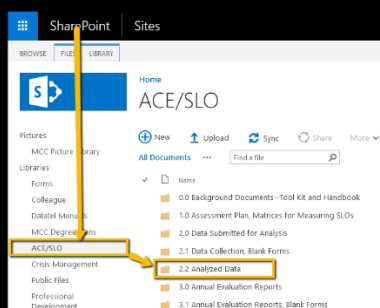 SharePoint Sites
BROWSE FILES LIBRARY
S
Home
ACE/SLO
New Upload Sync Share More
All Documents ... Find a file
Name
0.0 Background Documents--Tool Kit and Handbook
1.0 Assessment Plan, Matrices for Measuring SLOs
2.0 Data Submitted for Analysis
2.1 Data Collection, Blank Forms
2.2 Analyzed Data
3.0 Annual Evaluation Reports
3.1 Annual Evaluation Reports, Blank Forms
Pictures
MCC Picture
Libraries
Forms
Colleague
Datatel
MCC
ACE/SLO
Crisis Management
Public Files
Professional
Development